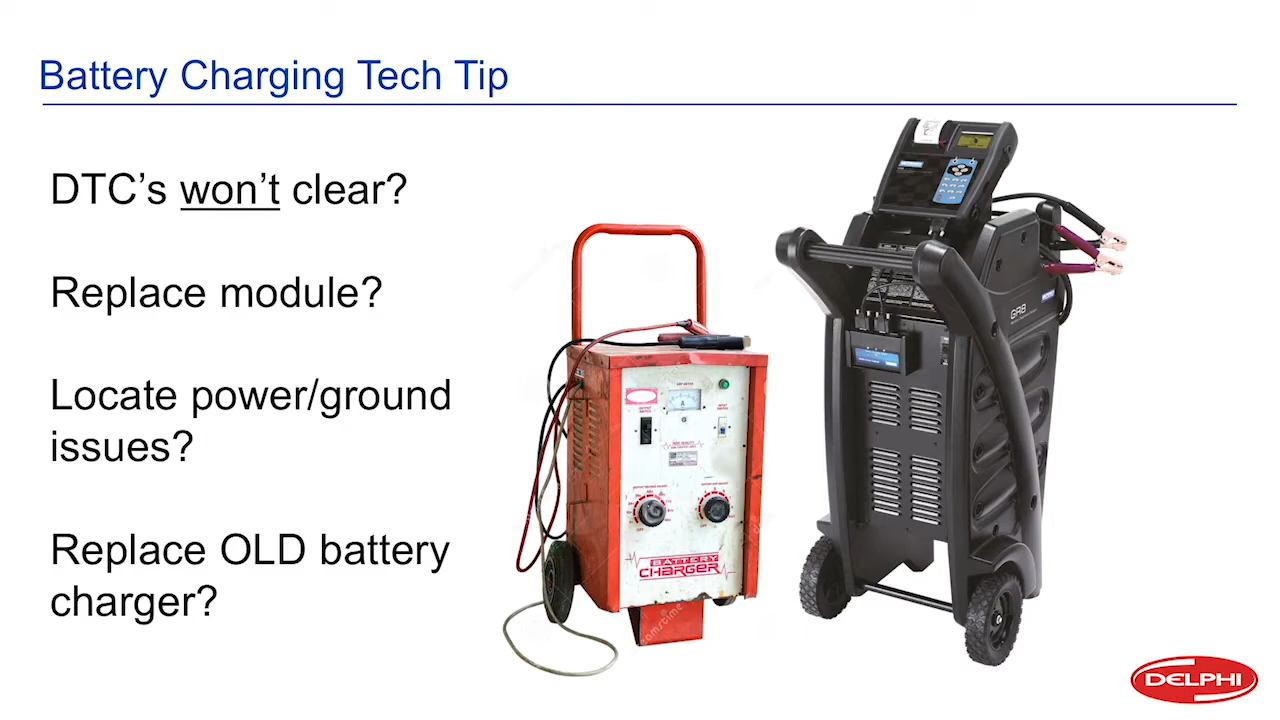 Battery Charging Tech Tip
DTC’s won’t clear?
Replace module?
Locate power/ground
issues?
Replace OLD battery
charger?
BATTERY
CHARGER
GR8
DELPHI